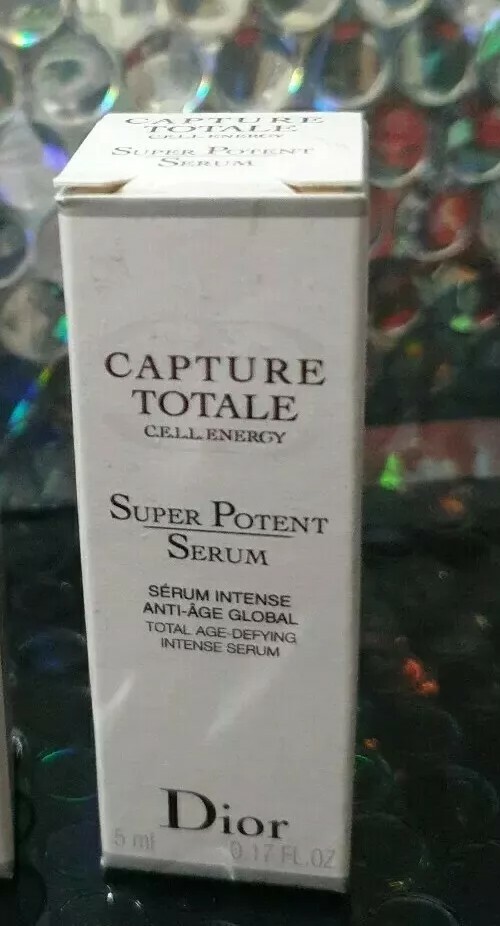 CAPTURE
TOTALE
C.E.L.L. ENERGY
SUPER POTENT
SERUM
CAPTURE
TOTALE
C.E.L.L. ENERGY
SUPER POTENT
SERUM
SÉRUM INTENSE
ANTI-ÂGE GLOBAL
TOTAL AGE-DEFYING
INTENSE SERUM
Dior
5 ml 0.17 FL.OZ